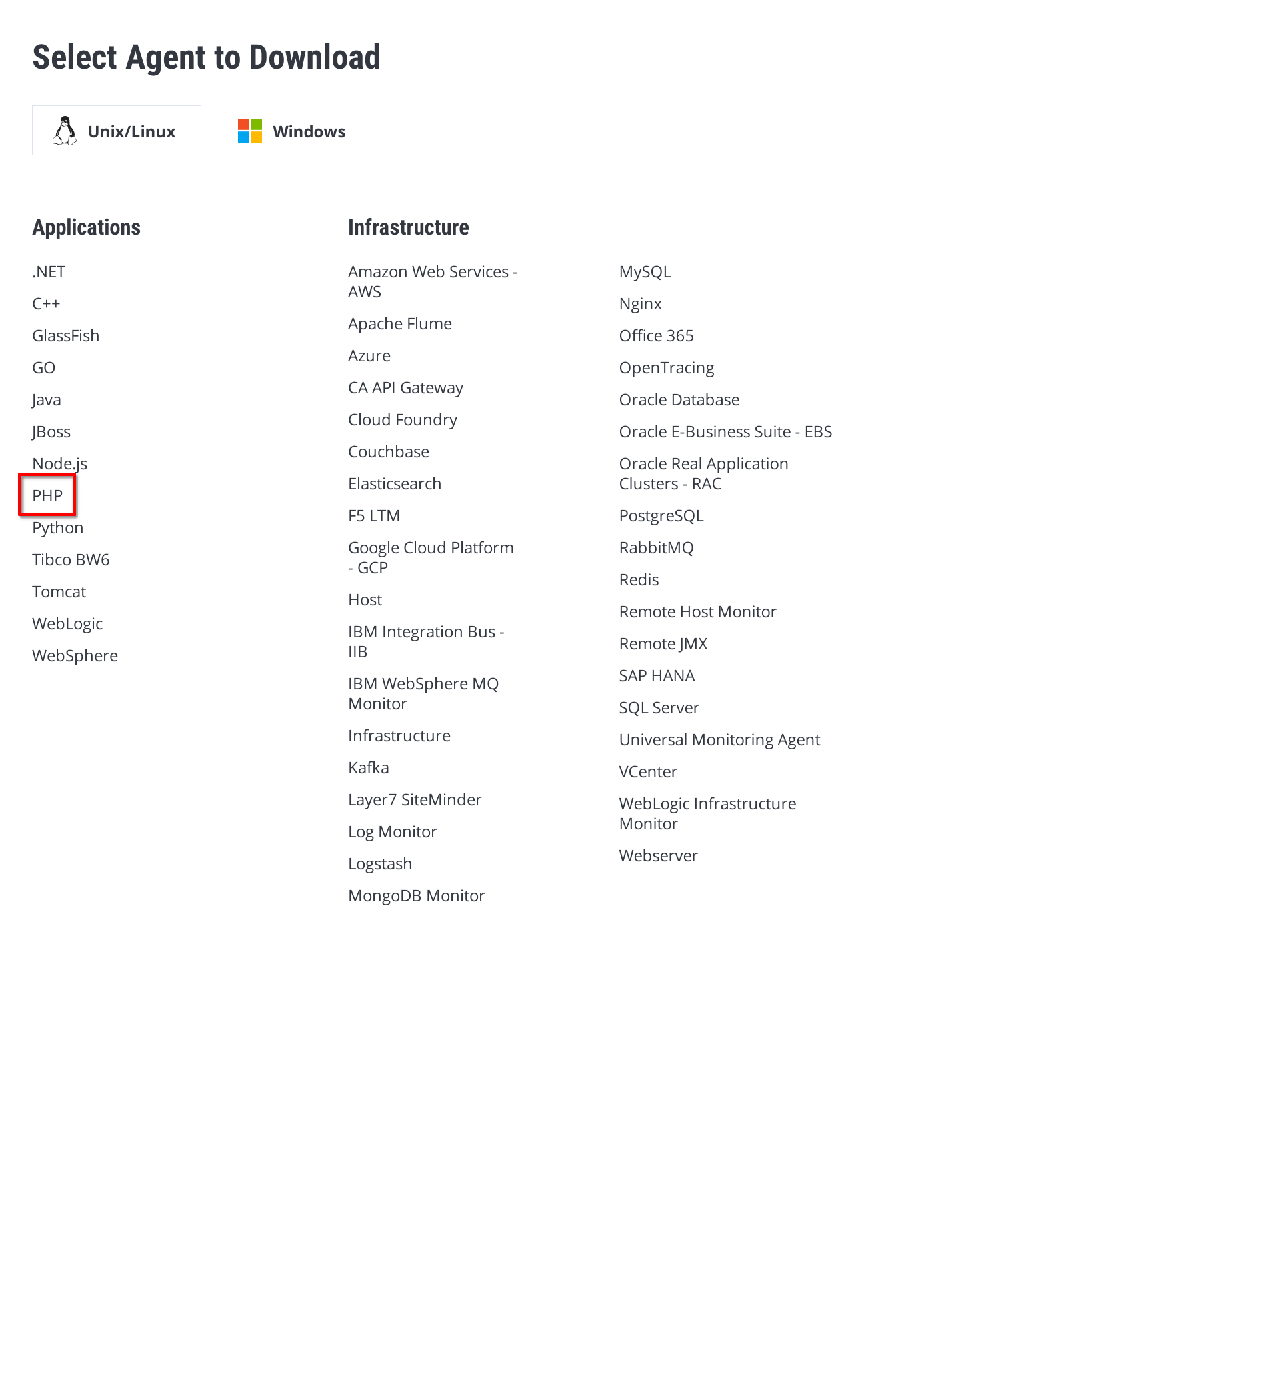 Select Agent to Download
Unix/Linux
Windows
Applications
.NET
C++
GlassFish
GO
Java
JBoss
Node.js
PHP
Python
Tibco BW6
Tomcat
WebLogic
WebSphere
Infrastructure
Amazon Web Services -
AWS
Apache Flume
Azure
CA API Gateway
Cloud Foundry
Couchbase
Elasticsearch
F5 LTM
Google Cloud Platform
- GCP
Host
IBM Integration Bus -
IIB
IBM WebSphere MQ
Monitor
Infrastructure
Kafka
Layer7 SiteMinder
Log Monitor
Logstash
MongoDB Monitor
MySQL
Nginx
Office 365
OpenTracing
Oracle Database
Oracle E-Business Suite - EBS
Oracle Real Application
Clusters - RAC
PostgreSQL
RabbitMQ
Redis
Remote Host Monitor
Remote JMX
SAP HANA
SQL Server
Universal Monitoring Agent
VCenter
WebLogic Infrastructure
Monitor
Webserver